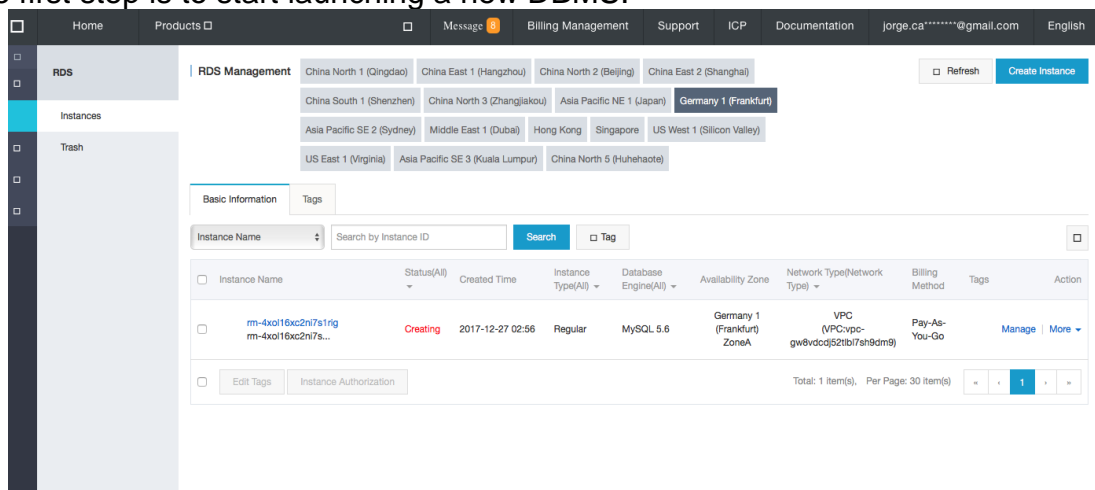 first step is to start launching a new DBMS.
Home Products Message 8 Billing Management Support ICP Documentation jorge.ca********@gmail.com English
RDS
Instances
Trash
RDS Management China North 1 (Qingdao) China East 1 (Hangzhou) China North 2 (Beijing) China East 2 (Shanghai) Refresh Create Instance
China South 1 (Shenzhen) China North 3 (Zhangjiakou) Asia Pacific NE 1 (Japan) Germany 1 (Frankfurt)
Asia Pacific SE 2 (Sydney) Middle East 1 (Dubai) Hong Kong Singapore US West 1 (Silicon Valley)
US East 1 (Virginia) Asia Pacific SE 3 (Kuala Lumpur) China North 5 (Huhehaote)
Basic Information Tags
Instance Name Search by Instance ID Search Tag
Instance Name Status(All) Created Time Instance Type(All) Database Engine(All) Availability Zone Network Type(Network Type) Billing Method Tags Action
rm-4xol16xc2ni7s1rig
rm-4xol16xc2ni7s...
Creating 2017-12-27 02:56 Regular MySQL 5.6
Germany 1
(Frankfurt)
ZoneA
VPC
(VPC:vpc-
gw8vdcdj52tlbl7sh9dm9)
Pay-As-
You-Go
Manage | More
Edit Tags Instance Authorization Total: 1 item(s), Per Page: 30 item(s) « ‹ 1 › »